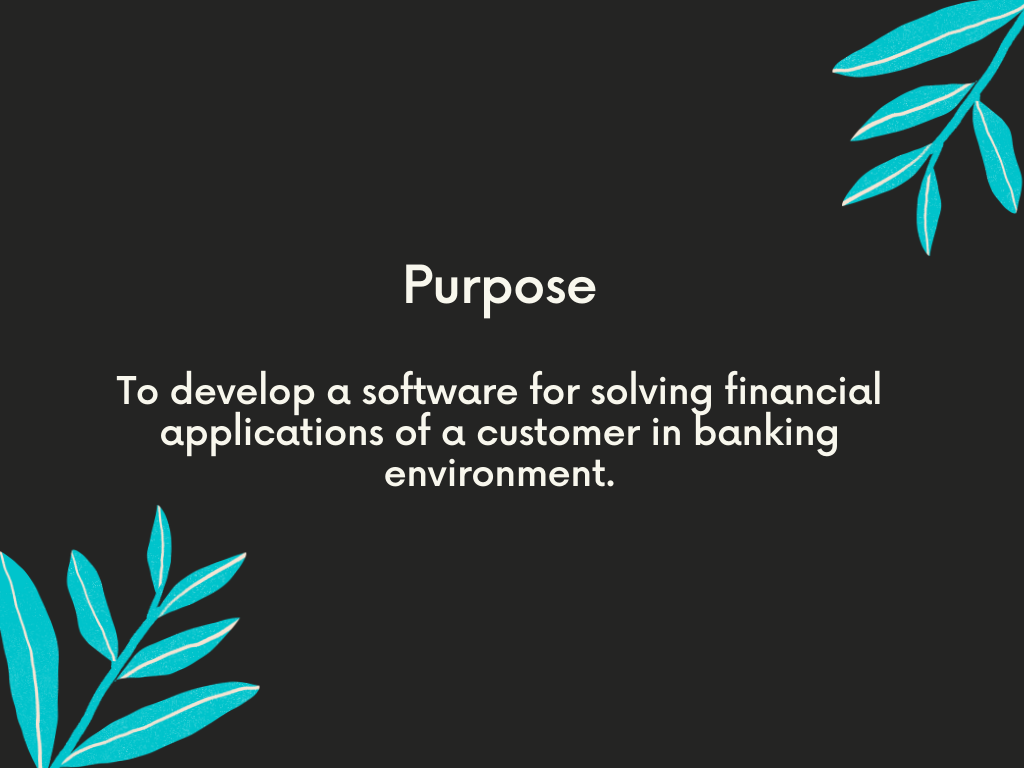 Purpose
To develop a software for solving financial
applications of a customer in banking
environment.